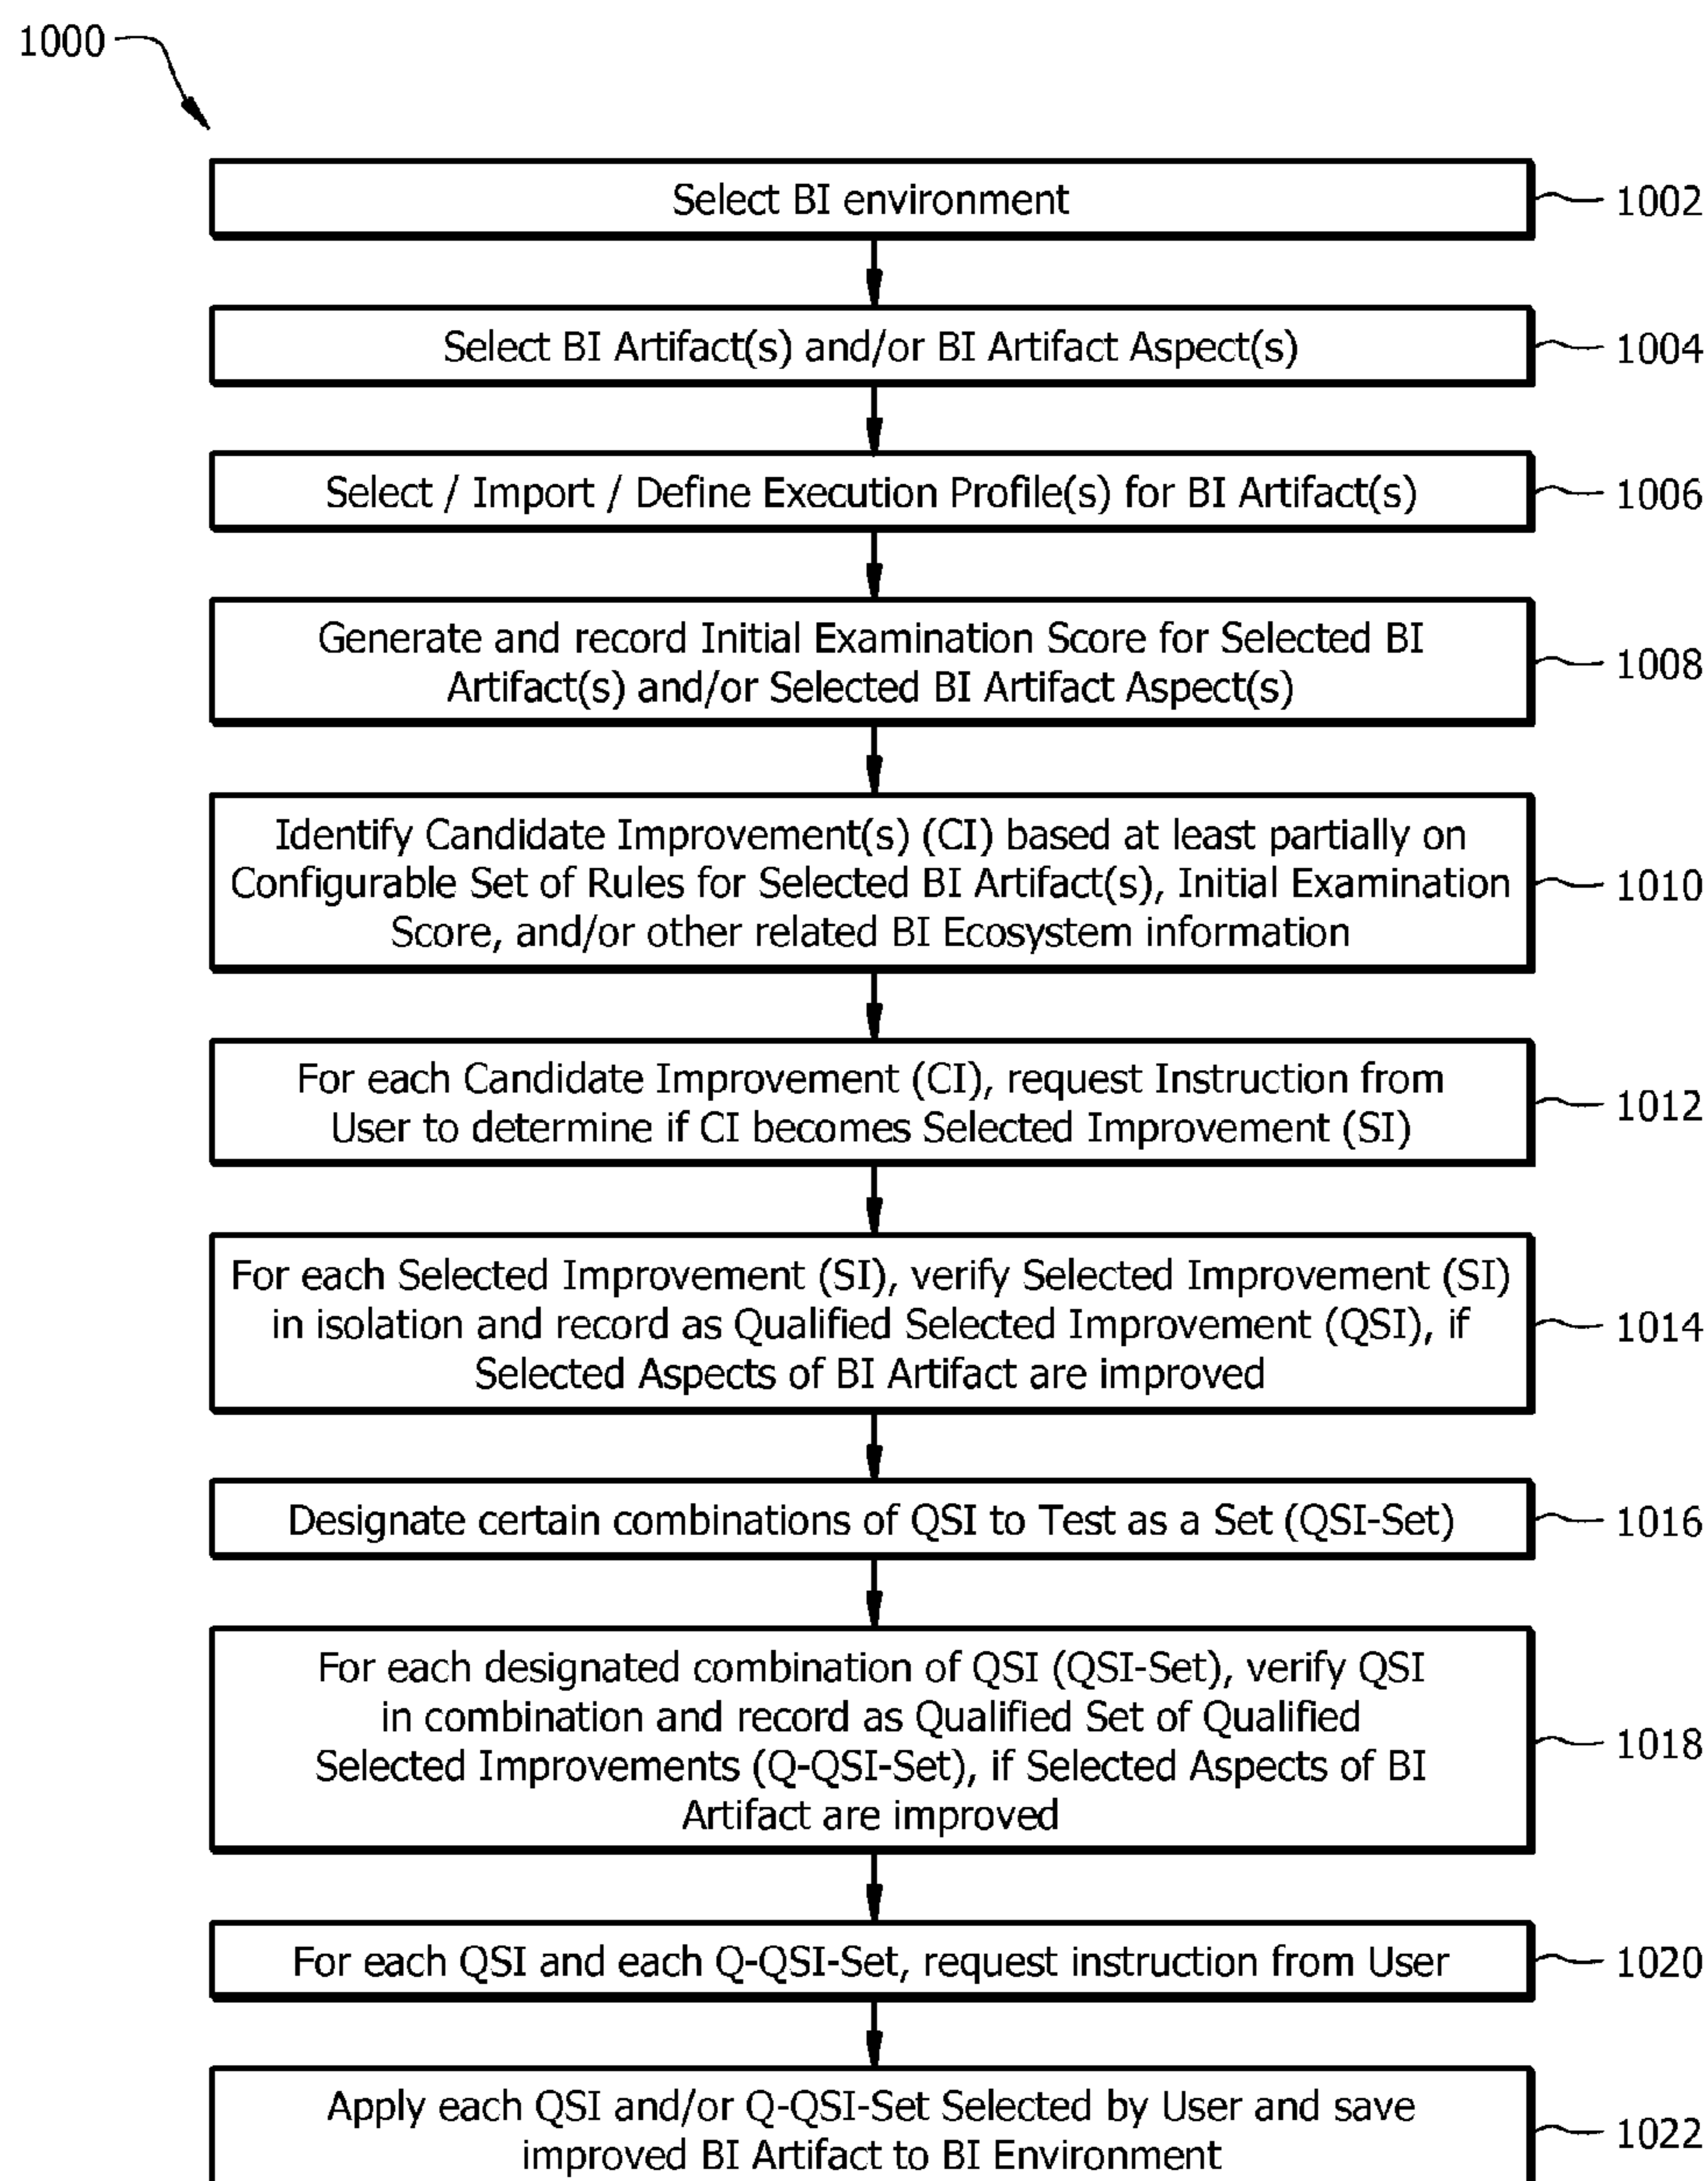 1000
Select BI environment
1002
Select BI Artifact(s) and/or BI Artifact Aspect(s)
1004
Select / Import / Define Execution Profile(s) for BI Artifact(s)
1006
Generate and record Initial Examination Score for Selected BI
Artifact(s) and/or Selected BI Artifact Aspect(s)
1008
Identify Candidate Improvement(s) (CI) based at least partially on
Configurable Set of Rules for Selected BI Artifact(s), Initial Examination
Score, and/or other related BI Ecosystem information
1010
For each Candidate Improvement (CI), request Instruction from
User to determine if CI becomes Selected Improvement (SI)
1012
For each Selected Improvement (SI), verify Selected Improvement (SI)
in isolation and record as Qualified Selected Improvement (QSI), if
Selected Aspects of BI Artifact are improved
1014
Designate certain combinations of QSI to Test as a Set (QSI-Set)
1016
For each designated combination of QSI (QSI-Set), verify QSI
in combination and record as Qualified Set of Qualified
Selected Improvements (Q-QSI-Set), if Selected Aspects of BI
Artifact are improved
1018
For each QSI and each Q-QSI-Set, request instruction from User
1020
Apply each QSI and/or Q-QSI-Set Selected by User and save
improved BI Artifact to BI Environment
1022